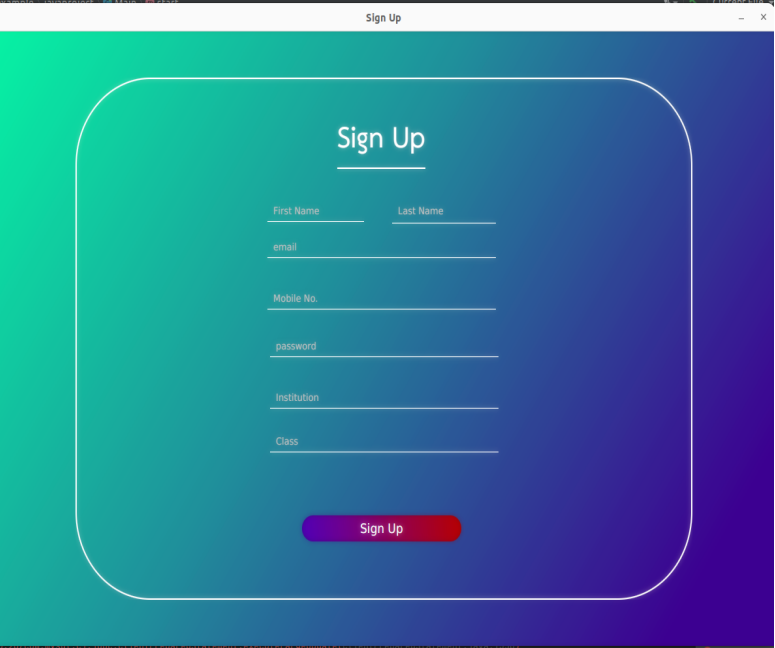 Sign Up
Sign Up
First Name Last Name
email
Mobile No.
password
Institution
Class
Sign Up